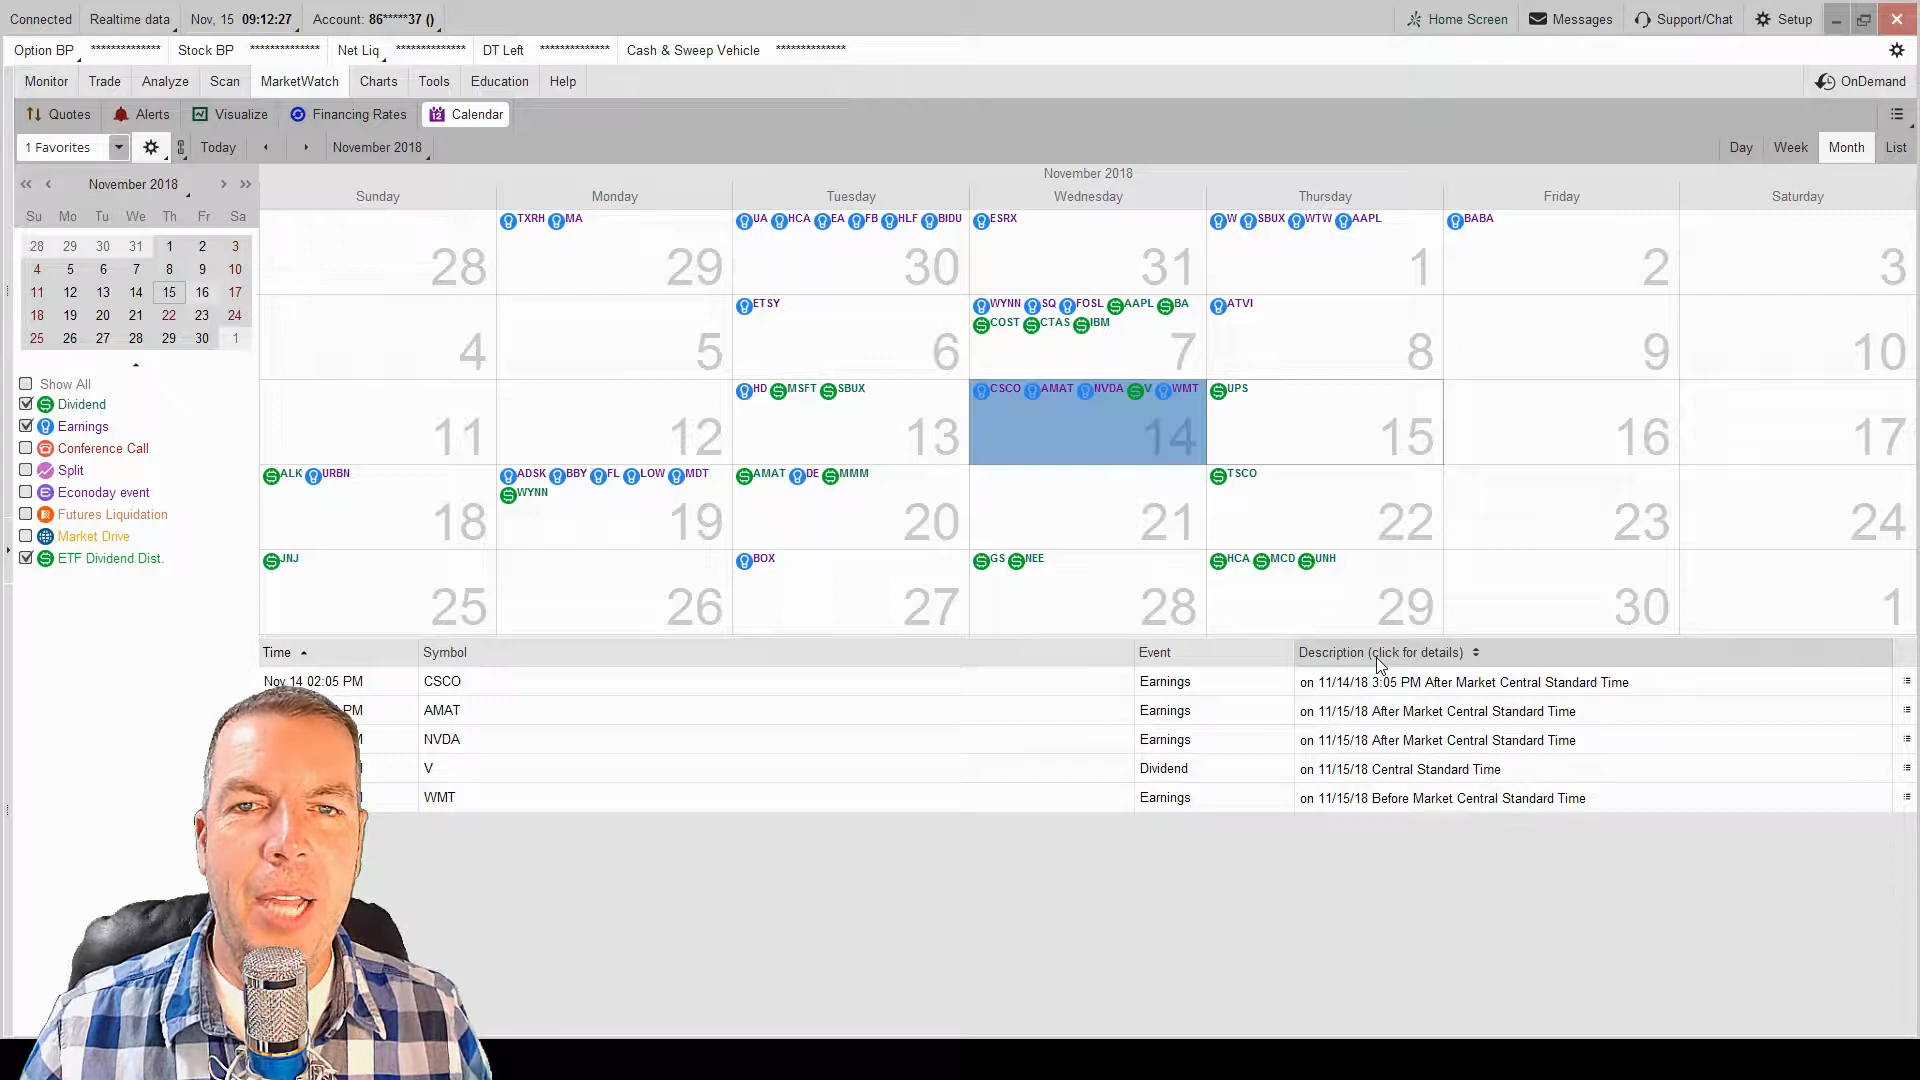 Connected Realtime data Nov, 15 09:12:27 Account: 86*****37 () Home Screen Messages Support/Chat Setup
Option BP ************** Stock BP ************** Net Liq ************** DT Left ************** Cash & Sweep Vehicle **************
Monitor Trade Analyze Scan MarketWatch Charts Tools Education Help OnDemand
Quotes Alerts Visualize Financing Rates Calendar
1 Favorites Today November 2018 Day Week Month List
November 2018
November 2018
Sunday Monday Tuesday Wednesday Thursday Friday Saturday
Su Mo Tu We Th Fr Sa
28 29 30 31 1 2 3
4 5 6 7 8 9 10
11 12 13 14 15 16 17
18 19 20 21 22 23 24
25 26 27 28 29 30 1
Show All
Dividend
Earnings
Conference Call
Split
Econoday event
Futures Liquidation
Market Drive
ETF Dividend Dist.
TXRH MA UA HCA EA FB HLF BIDU ESRX W SBUX WTW AAPL BABA
28 29 30 31 1 2 3
ETSY WYNN SQ FOSL AAPL BA ATVI
COST CTAS IBM
4 5 6 7 8 9 10
HD MSFT SBUX CSCO AMAT NVDA V WMT UPS
11 12 13 14 15 16 17
ALK URBN ADSK BBY FL LOW MDT AMAT DE MMM TSCO
WYNN
18 19 20 21 22 23 24
JNJ BOX GS NEE HCA MCD UNH
25 26 27 28 29 30 1
Time Symbol Event Description (click for details)
Nov 14 02:05 PM CSCO Earnings on 11/14/18 3:05 PM After Market Central Standard Time
PM AMAT Earnings on 11/15/18 After Market Central Standard Time
NVDA Earnings on 11/15/18 After Market Central Standard Time
V Dividend on 11/15/18 Central Standard Time
WMT Earnings on 11/15/18 Before Market Central Standard Time